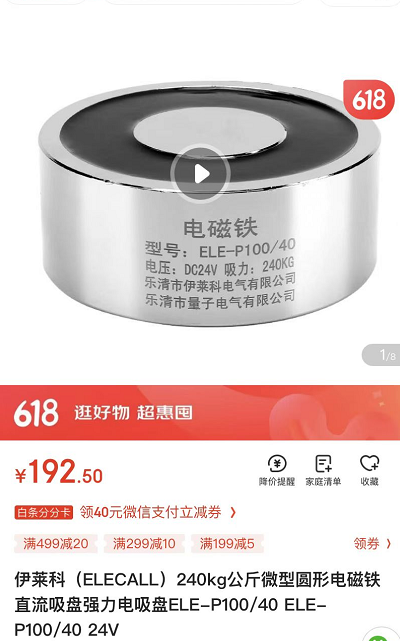 618
电磁铁
型号：ELE-P100/40
电压：DC24V 吸力：240KG
乐清市伊莱科电气有限公司
乐清市量子电气有限公司
1/8
618 逛好物 超惠囤
¥192.50
降价提醒 家庭清单 收藏
白条分分卡 领40元微信支付立减券 >
满499减20 满299减10 满199减5 领券 >
伊莱科（ELECALL）240kg公斤微型圆形电磁铁
直流吸盘强力电吸盘ELE-P100/40 ELE-
P100/40 24V